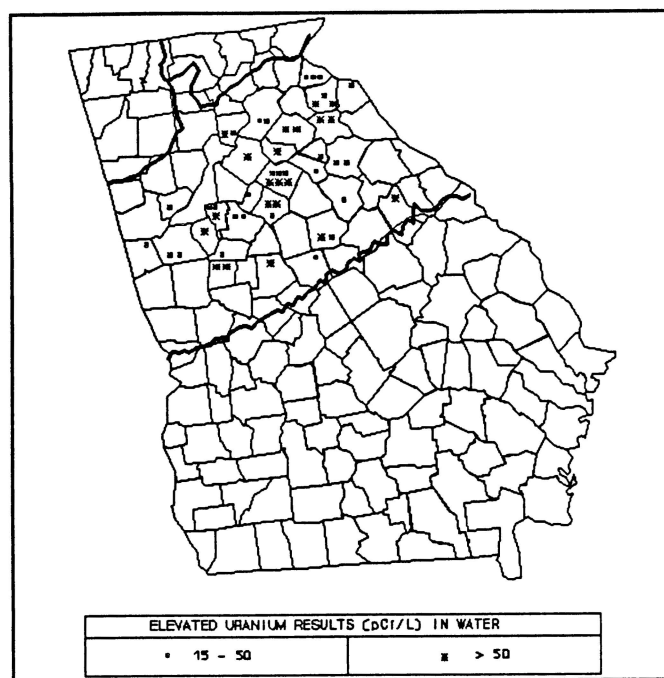 ELEVATED URANIUM RESULTS (pCi/L) IN WATER
▪ 15 - 50
※ > 50